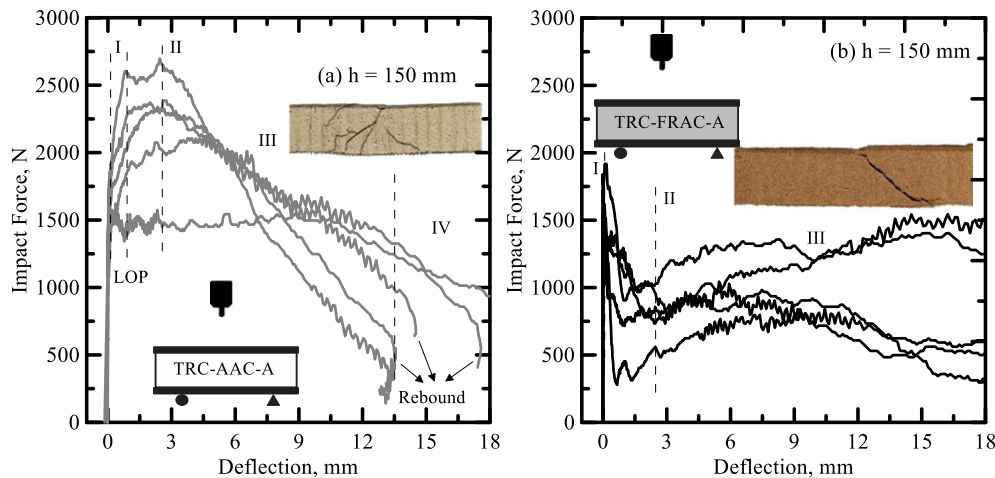 3000
2500
2000
1500
1000
500
0
Impact Force, N
I
II
(a) h = 150 mm
III
IV
LOP
TRC-AAC-A
Rebound
0 3 6 9 12 15 18
Deflection, mm
3000
2500
2000
1500
1000
500
0
Impact Force, N
(b) h = 150 mm
TRC-FRAC-A
I
II
III
0 3 6 9 12 15 18
Deflection, mm